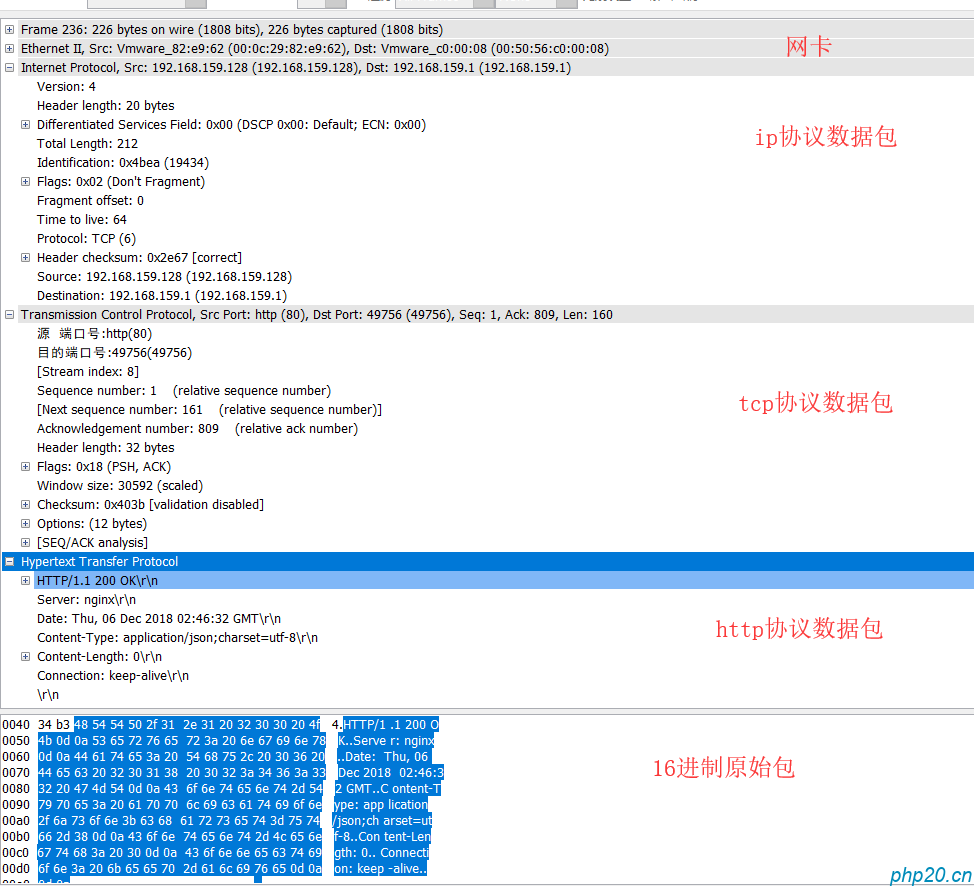 Frame 236: 226 bytes on wire (1808 bits), 226 bytes captured (1808 bits)
Ethernet II, Src: Vmware_82:e9:62 (00:0c:29:82:e9:62), Dst: Vmware_c0:00:08 (00:50:56:c0:00:08)
网卡
Internet Protocol, Src: 192.168.159.128 (192.168.159.128), Dst: 192.168.159.1 (192.168.159.1)
Version: 4
Header length: 20 bytes
Differentiated Services Field: 0x00 (DSCP 0x00: Default; ECN: 0x00)
ip协议数据包
Total Length: 212
Identification: 0x4bea (19434)
Flags: 0x02 (Don't Fragment)
Fragment offset: 0
Time to live: 64
Protocol: TCP (6)
Header checksum: 0x2e67 [correct]
Source: 192.168.159.128 (192.168.159.128)
Destination: 192.168.159.1 (192.168.159.1)
Transmission Control Protocol, Src Port: http (80), Dst Port: 49756 (49756), Seq: 1, Ack: 809, Len: 160
源 端口号:http(80)
目的端口号:49756(49756)
[Stream index: 8]
Sequence number: 1 (relative sequence number)
[Next sequence number: 161 (relative sequence number)]
tcp协议数据包
Acknowledgement number: 809 (relative ack number)
Header length: 32 bytes
Flags: 0x18 (PSH, ACK)
Window size: 30592 (scaled)
Checksum: 0x403b [validation disabled]
Options: (12 bytes)
[SEQ/ACK analysis]
Hypertext Transfer Protocol
HTTP/1.1 200 OK\r\n
Server: nginx\r\n
Date: Thu, 06 Dec 2018 02:46:32 GMT\r\n
Content-Type: application/json;charset=utf-8\r\n
http协议数据包
Content-Length: 0\r\n
Connection: keep-alive\r\n
\r\n
0040 34 b3 48 54 54 50 2f 31 2e 31 20 32 30 30 20 4f 4.HTTP/1 .1 200 O
0050 4b 0d 0a 53 65 72 76 65 72 3a 20 6e 67 69 6e 78 K..Serve r: nginx
0060 0d 0a 44 61 74 65 3a 20 54 68 75 2c 20 30 36 20 ..Date: Thu, 06
0070 44 65 63 20 32 30 31 38 20 30 32 3a 34 36 3a 33 Dec 2018 02:46:3
16进制原始包
0080 32 20 47 4d 54 0d 0a 43 6f 6e 74 65 6e 74 2d 54 2 GMT..C ontent-T
0090 79 70 65 3a 20 61 70 70 6c 69 63 61 74 69 6f 6e ype: app lication
00a0 2f 6a 73 6f 6e 3b 63 68 61 72 73 65 74 3d 75 74 /json;ch arset=ut
00b0 66 2d 38 0d 0a 43 6f 6e 74 65 6e 74 2d 4c 65 6e f-8..Con tent-Len
00c0 67 74 68 3a 20 30 0d 0a 43 6f 6e 6e 65 63 74 69 gth: 0.. Connecti
00d0 6f 6e 3a 20 6b 65 65 70 2d 61 6c 69 76 65 0d 0a on: keep -alive..
php20.cn